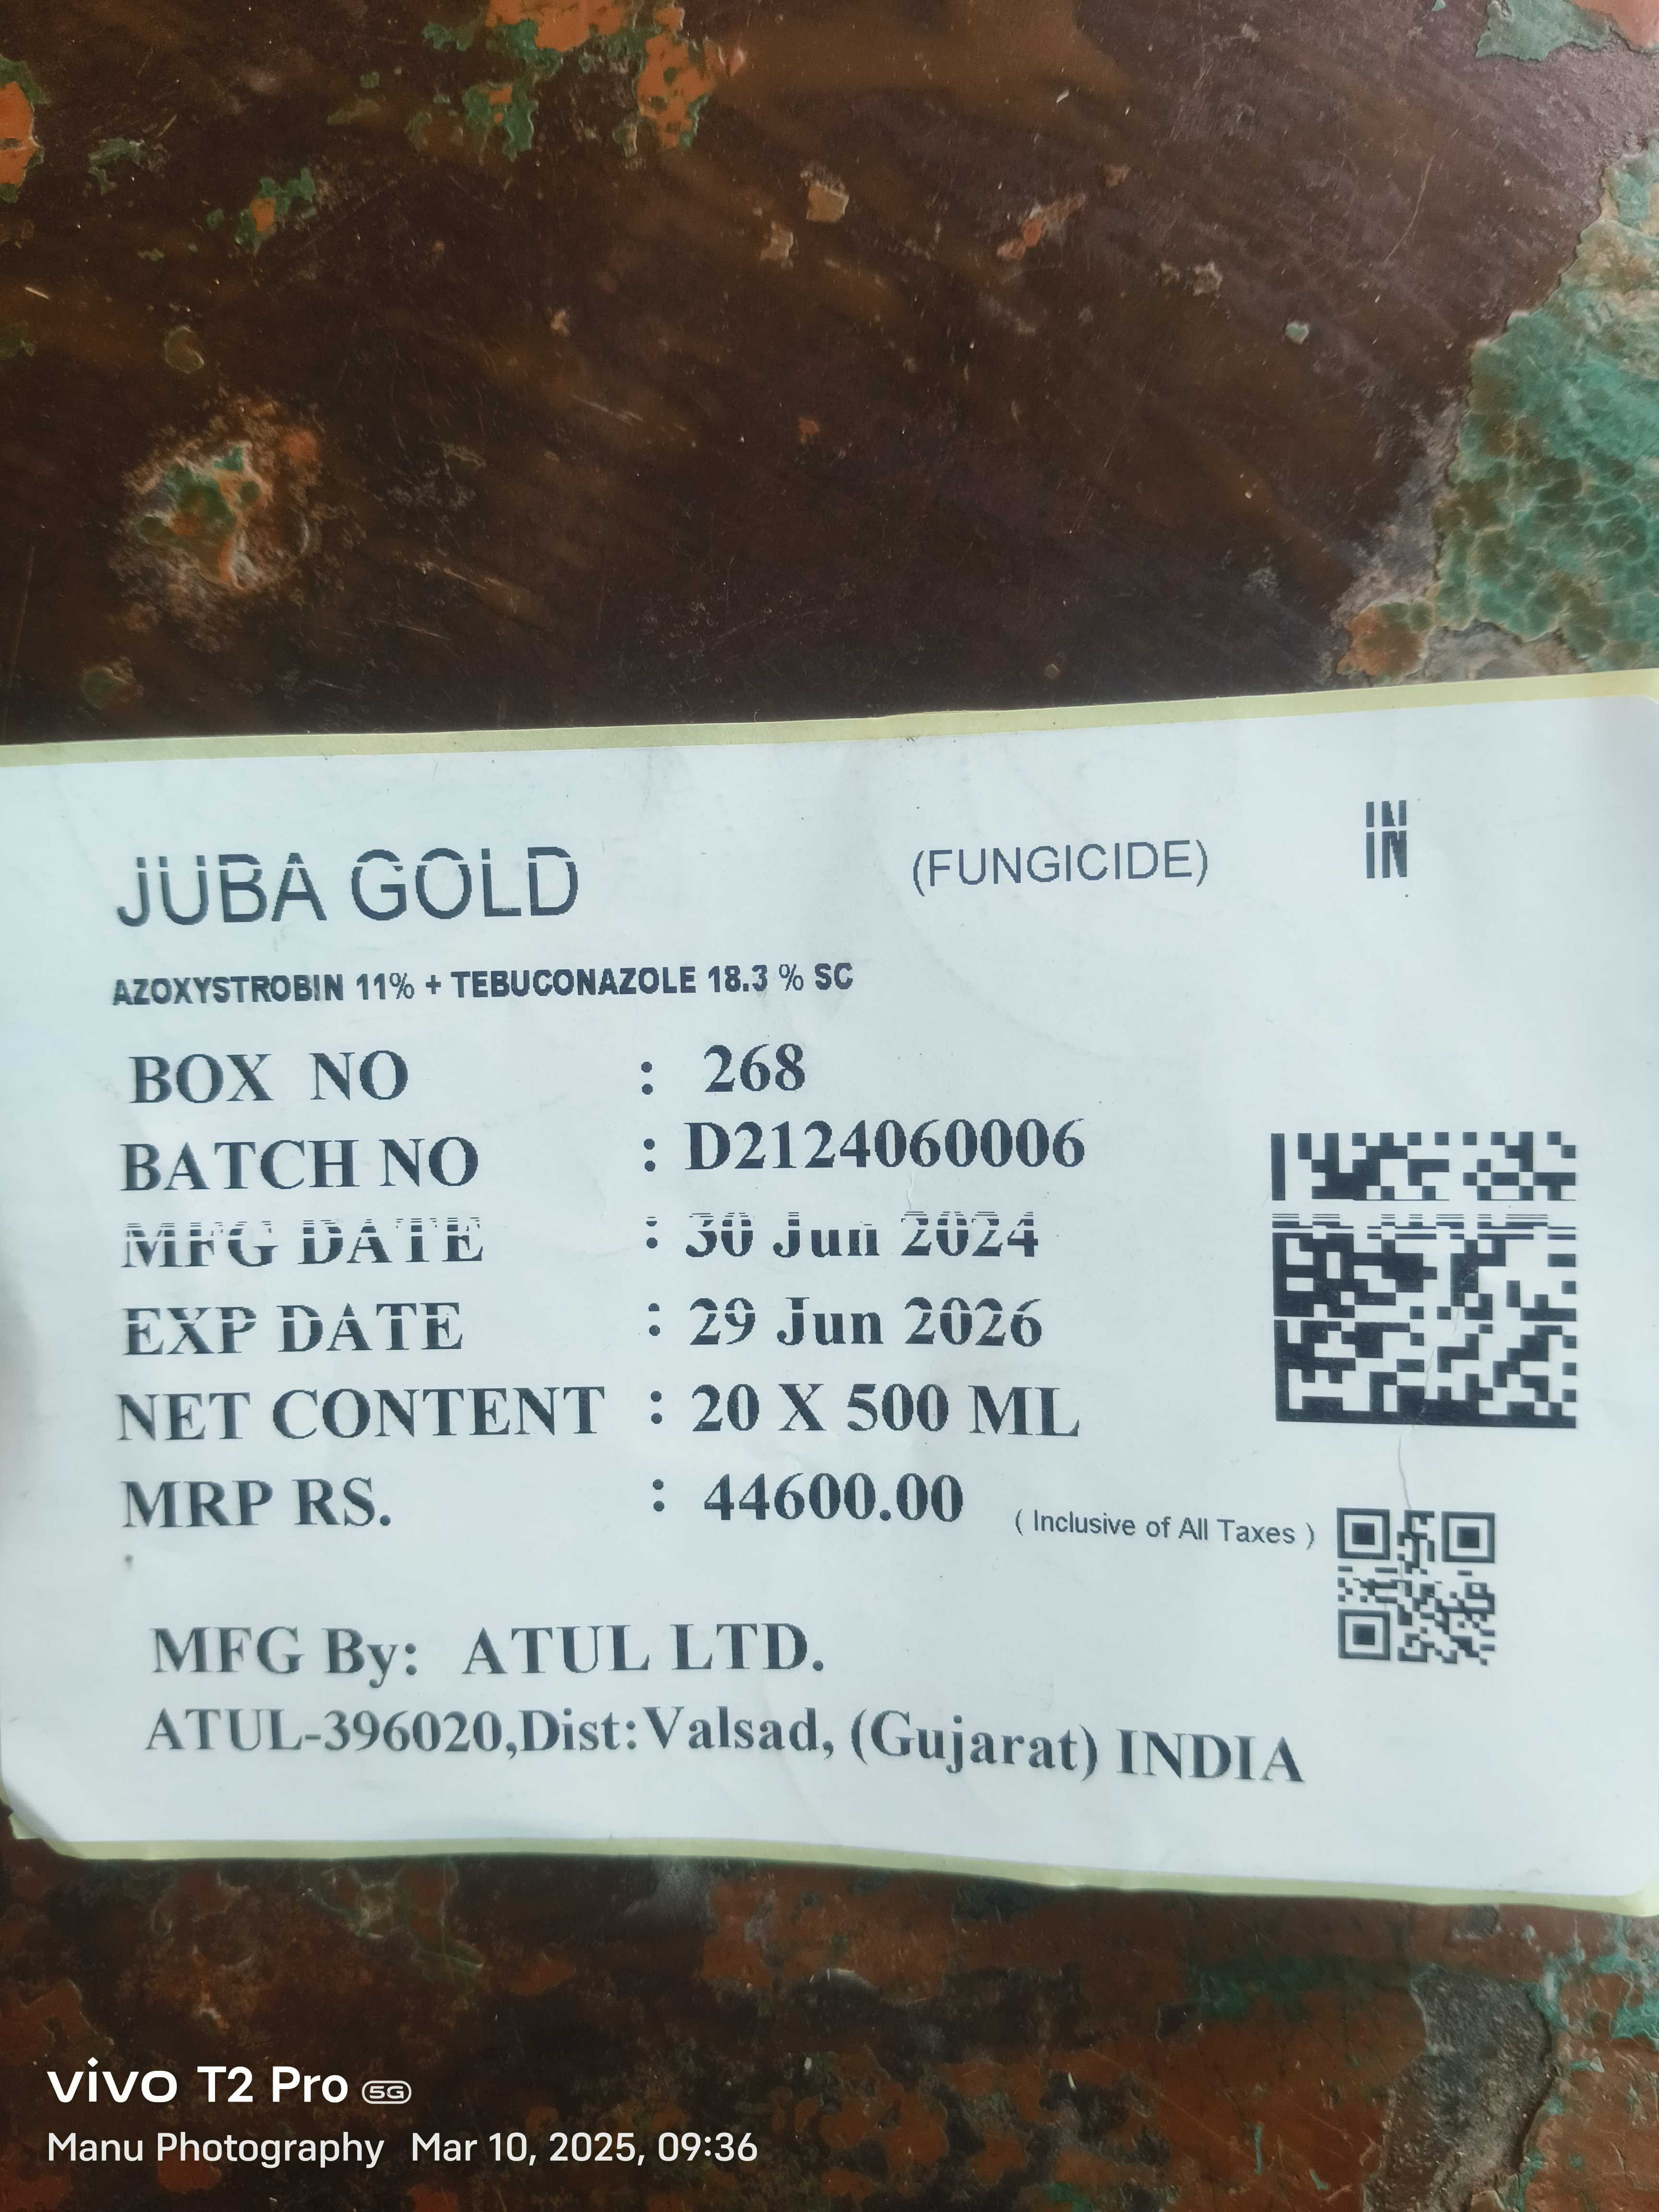 JUBA GOLD (FUNGICIDE) IN
AZOXYSTROBIN 11% + TEBUCONAZOLE 18.3 % SC
BOX NO : 268
BATCH NO : D2124060006
MFG DATE : 30 Jun 2024
EXP DATE : 29 Jun 2026
NET CONTENT : 20 X 500 ML
MRP RS. : 44600.00 ( Inclusive of All Taxes )
MFG By: ATUL LTD.
ATUL-396020,Dist:Valsad, (Gujarat) INDIA
vivo T2 Pro 5G
Manu Photography Mar 10, 2025, 09:36